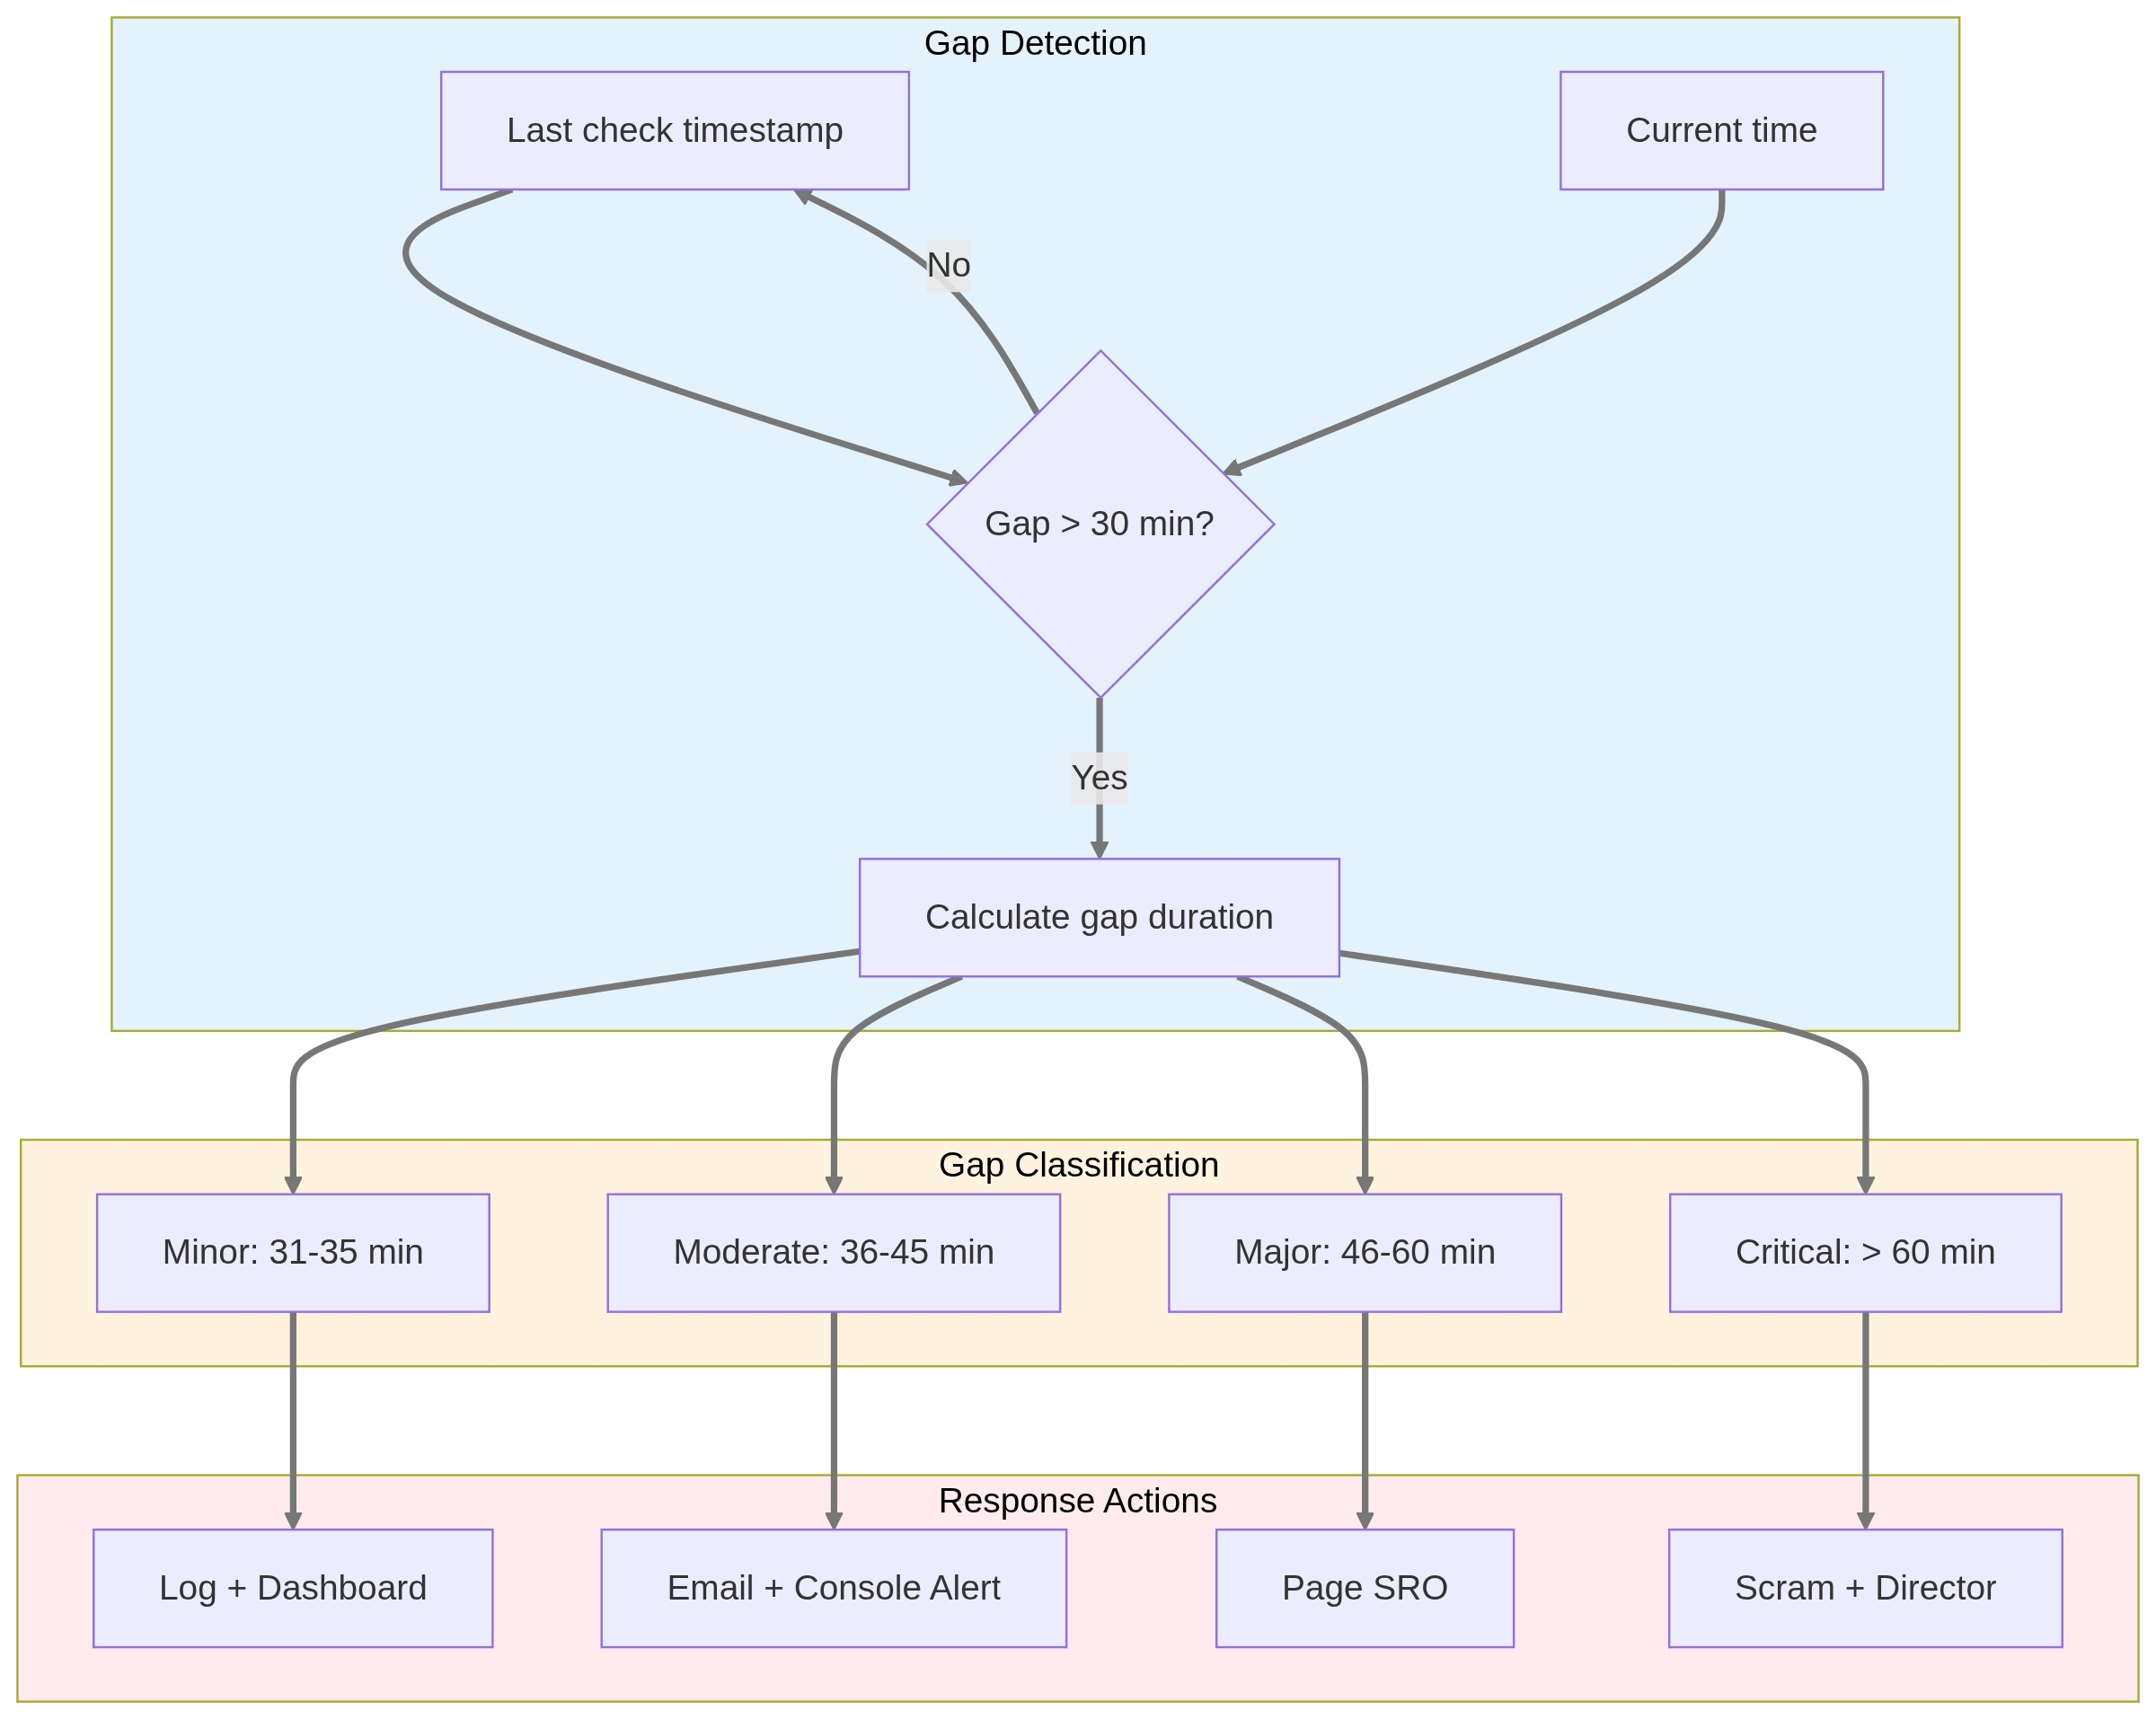 Gap Detection
Last check timestamp
Current time
No
Gap > 30 min?
Yes
Calculate gap duration
Gap Classification
Minor: 31-35 min
Moderate: 36-45 min
Major: 46-60 min
Critical: > 60 min
Response Actions
Log + Dashboard
Email + Console Alert
Page SRO
Scram + Director